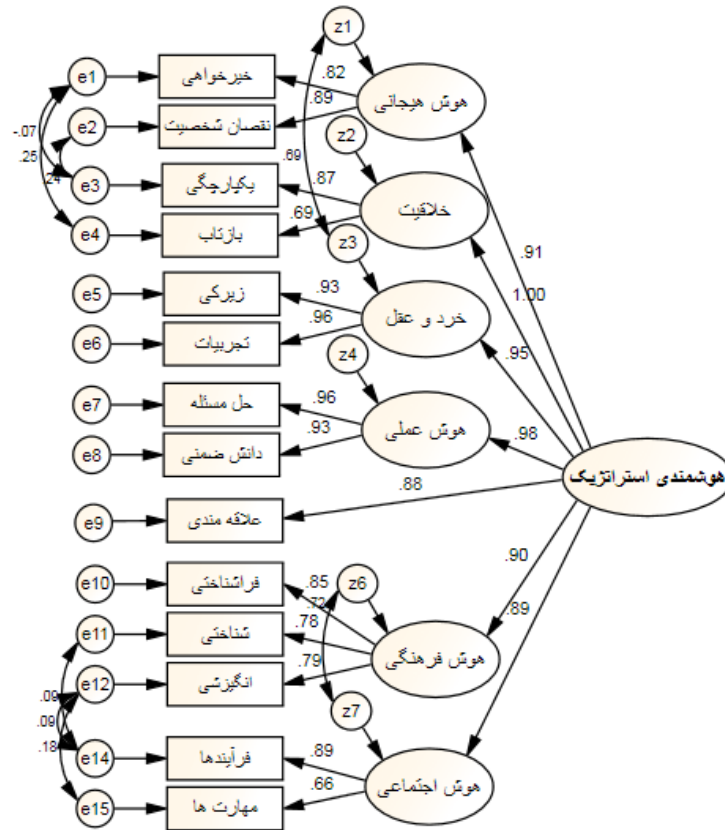 z1
e1
خیرخواهی
.82
هوش هیجانی
.89
e2
نقصان شخصیت
z2
-.07
.25
.24
.69
e3
یکپارچگی
.87
خلاقیت
.69
e4
بازتاب
z3
.91
1.00
e5
زیرکی
.93
خرد و عقل
.96
e6
تجربیات
.95
z4
e7
حل مسئله
.96
هوش عملی
.93
e8
دانش ضمنی
.98
هوشمندی استراتژیک
.88
e9
علاقه مندی
.90
.89
e10
فراشناختی
.85
.72
z6
e11
شناختی
.78
هوش فرهنگی
e12
انگیزشی
.79
z7
.09
.09
.18
e14
فرآیندها
.89
هوش اجتماعی
.66
e15
مهارت ها